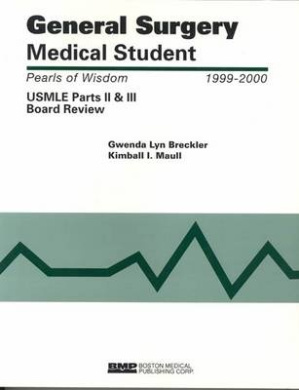 General Surgery
Medical Student
Pearls of Wisdom 1999-2000
USMLE Parts II & III
Board Review
Gwenda Lyn Breckler
Kimball I. Maull
BMP BOSTON MEDICAL
PUBLISHING CORP.